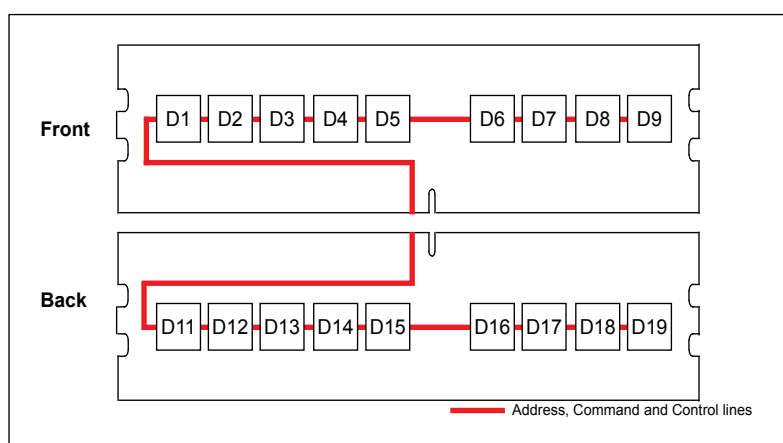 Front
D1 D2 D3 D4 D5 D6 D7 D8 D9
Back
D11 D12 D13 D14 D15 D16 D17 D18 D19
Address, Command and Control lines